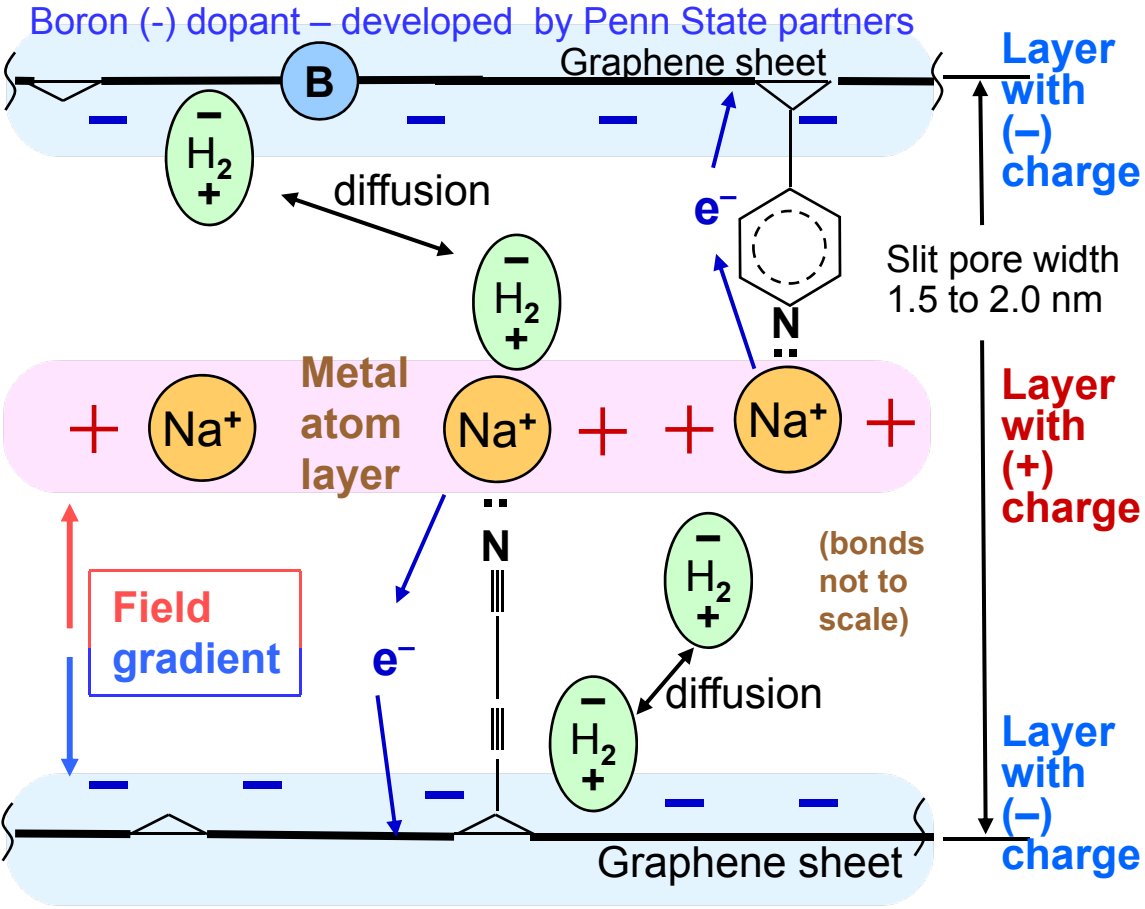 Boron (-) dopant – developed by Penn State partners
Graphene sheet
B
Layer
with
(–)
charge
–
H2
+
diffusion
e–
–
H2
+
N
Slit pore width
1.5 to 2.0 nm
Metal
atom
layer
Na+
Na+
Na+
+
+
+
+
Layer
with
(+)
charge
N
–
H2
+
(bonds
not to
scale)
Field
gradient
e–
diffusion
–
H2
+
Layer
with
(–)
charge
Graphene sheet